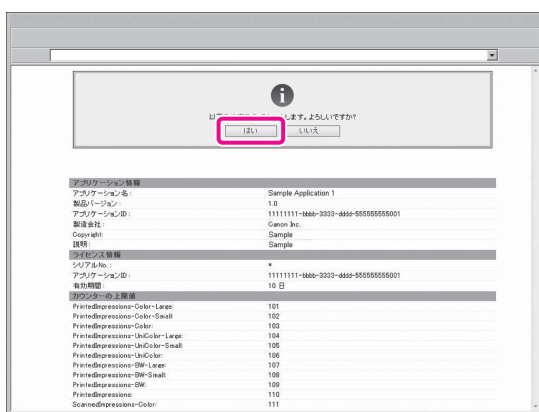 以します。よろしいですか?
はい いいえ
アプリケーション情報
アプリケーション名: Sample Application 1
製品バージョン: 1.0
アプリケーションID: 11111111-bbbb-3333-dddd-555555555001
製造会社: Canon Inc.
Copyright: Sample
説明: Sample
ライセンス情報
シリアルNo.: *
アプリケーションID: 11111111-bbbb-3333-dddd-555555555001
有効期間: 10 日
カウンターの上限値
PrintedImpressions-Color-Large: 101
PrintedImpressions-Color-Small: 102
PrintedImpressions-Color: 103
PrintedImpressions-UniColor-Large: 104
PrintedImpressions-UniColor-Small: 105
PrintedImpressions-UniColor: 106
PrintedImpressions-BW-Large: 107
PrintedImpressions-BW-Small: 108
PrintedImpressions-BW: 109
PrintedImpressions: 110
ScannedImpressions-Color: 111